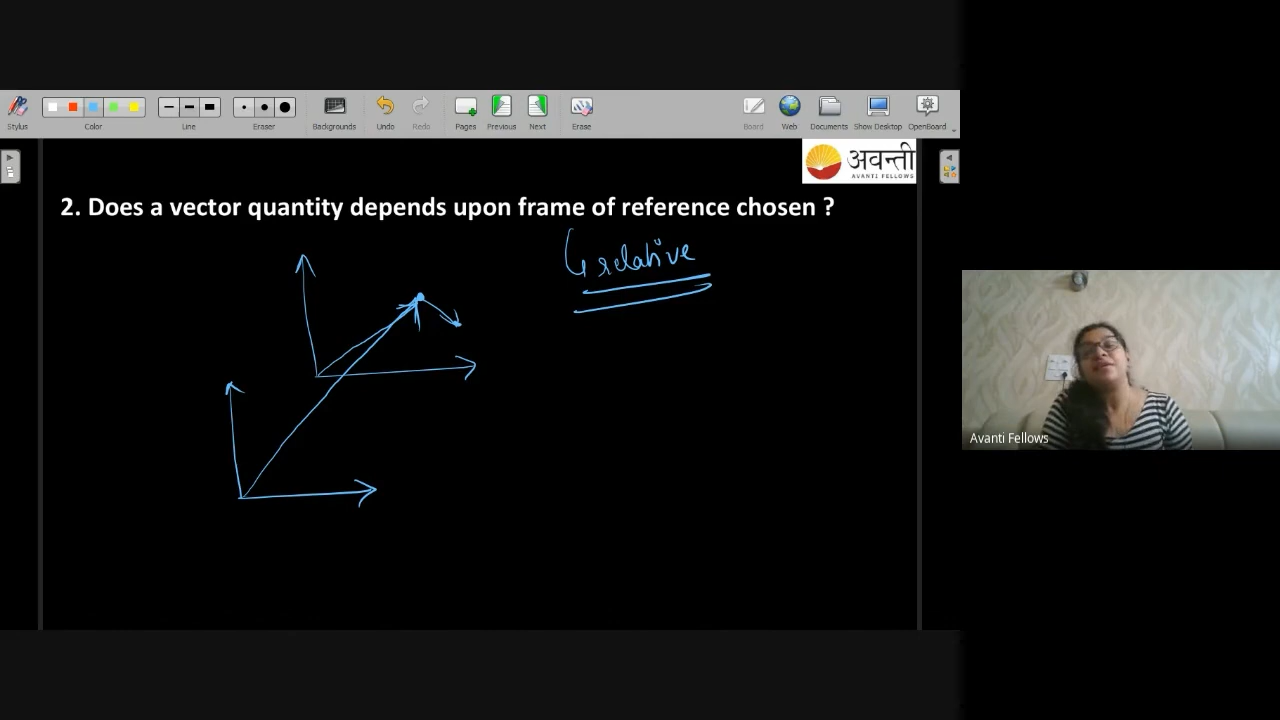 Stylus
Color
Line
Eraser
Backgrounds
Undo
Redo
Pages
Previous
Next
Erase
Board
Web
Documents
Show Desktop
OpenBoard
अवन्ती
AVANTI FELLOWS
2. Does a vector quantity depends upon frame of reference chosen ?
relative
Avanti Fellows